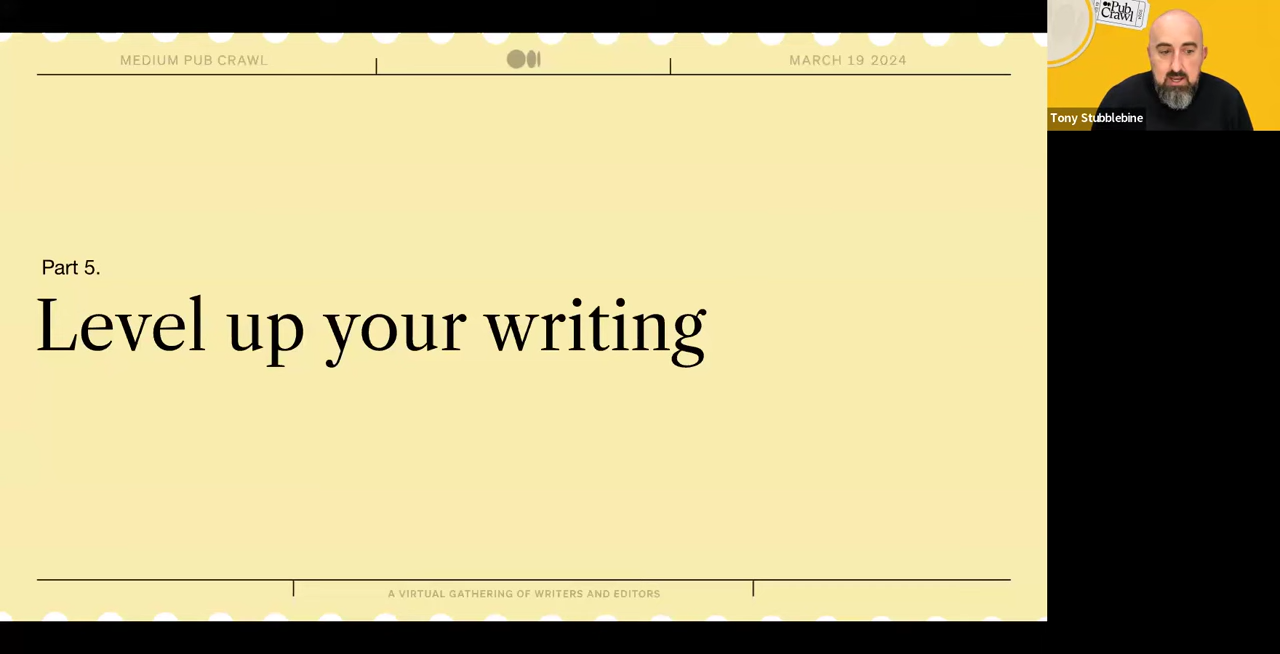 MEDIUM PUB CRAWL
MARCH 19 2024
Part 5.
Level up your writing
A VIRTUAL GATHERING OF WRITERS AND EDITORS
Pub
Crawl
Tony Stubblebine